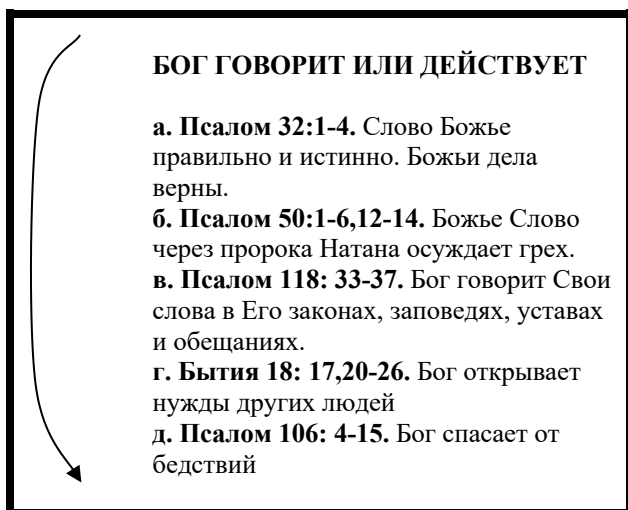 БОГ ГОВОРИТ ИЛИ ДЕЙСТВУЕТ
а. Псалом 32:1-4. Слово Божье
правильно и истинно. Божьи дела
верны.
б. Псалом 50:1-6,12-14. Божье Слово
через пророка Натана осуждает грех.
в. Псалом 118: 33-37. Бог говорит Свои
слова в Его законах, заповедях, уставах
и обещаниях.
г. Бытия 18: 17,20-26. Бог открывает
нужды других людей
д. Псалом 106: 4-15. Бог спасает от
бедствий